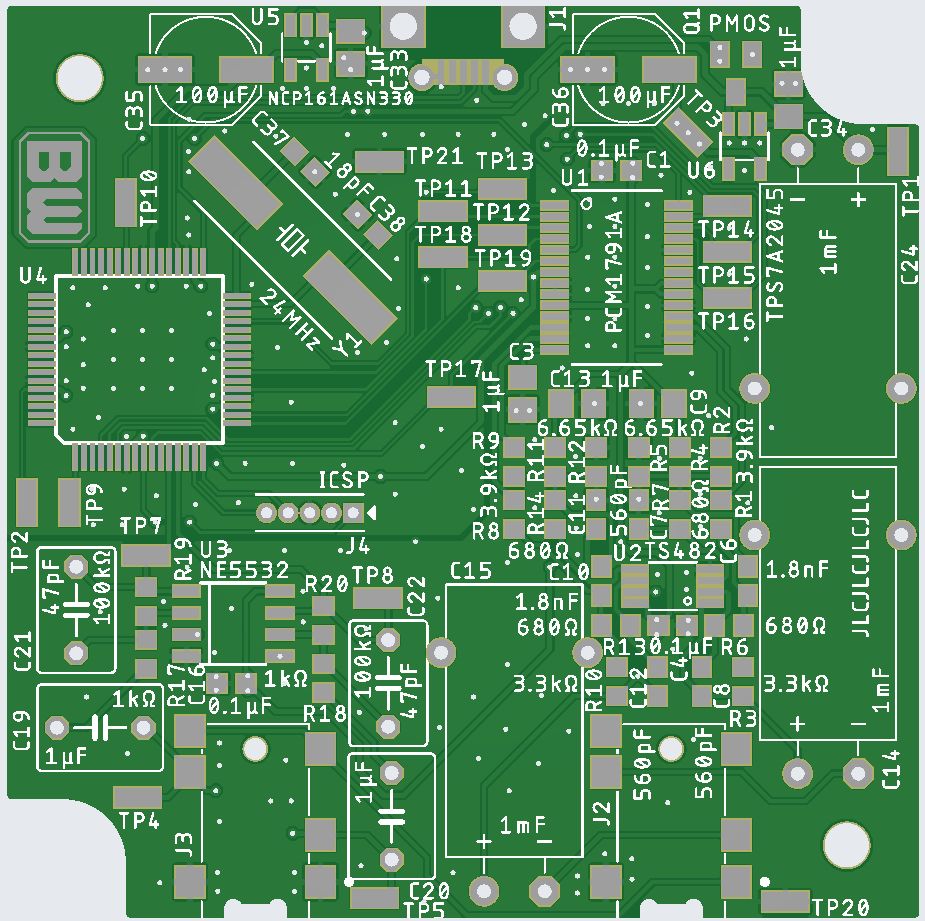 U5
J1
Q1
PMOS
1µF
C33
1µF
100µF
C35
NCP161ASN330
100µF
C36
TP3
C34
C37
18pF
C38
TP21
TP13
0.1µF
C1
U1
U6
TP1
BUW
TP10
TP11
TP12
TP18
TP19
PCM1791A
TP14
TP15
TP16
TPS7A2045
1mF
C24
U4
24MHz
Y1
C3
TP17
1µF
C13
1µF
C9
R2
6.65kΩ
6.65kΩ
R9
R11
R12
R5
R4
3.9kΩ
3.9kΩ
ICSP
R14
C11
560pF
R7
C7
680Ω
R1
R8
680Ω
TP9
TP2
TP7
J4
U3
NE5532
R19
R20
TP8
C22
C15
C10
U2
TS482
C6
1.8nF
1.8nF
JLCJLCJLCJLC
47pF
100kΩ
680Ω
680Ω
R13
0.1µF
R6
C21
100kΩ
47pF
3.3kΩ
R10
C12
C4
C8
3.3kΩ
R3
1mF
1kΩ
R17
C16
1kΩ
0.1µF
R18
C19
1µF
560pF
560pF
C14
1µF
TP4
J3
1mF
J2
C20
TP5
TP20